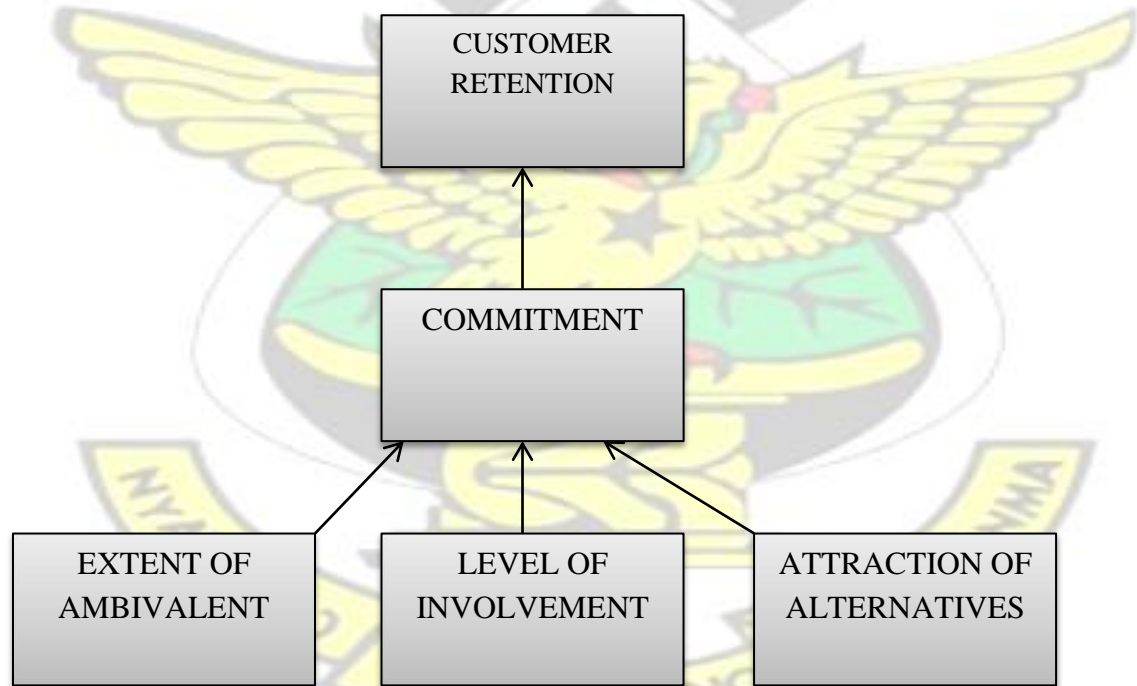 CUSTOMER
RETENTION
COMMITMENT
EXTENT OF
AMBIVALENT
LEVEL OF
INVOLVEMENT
ATTRACTION OF
ALTERNATIVES